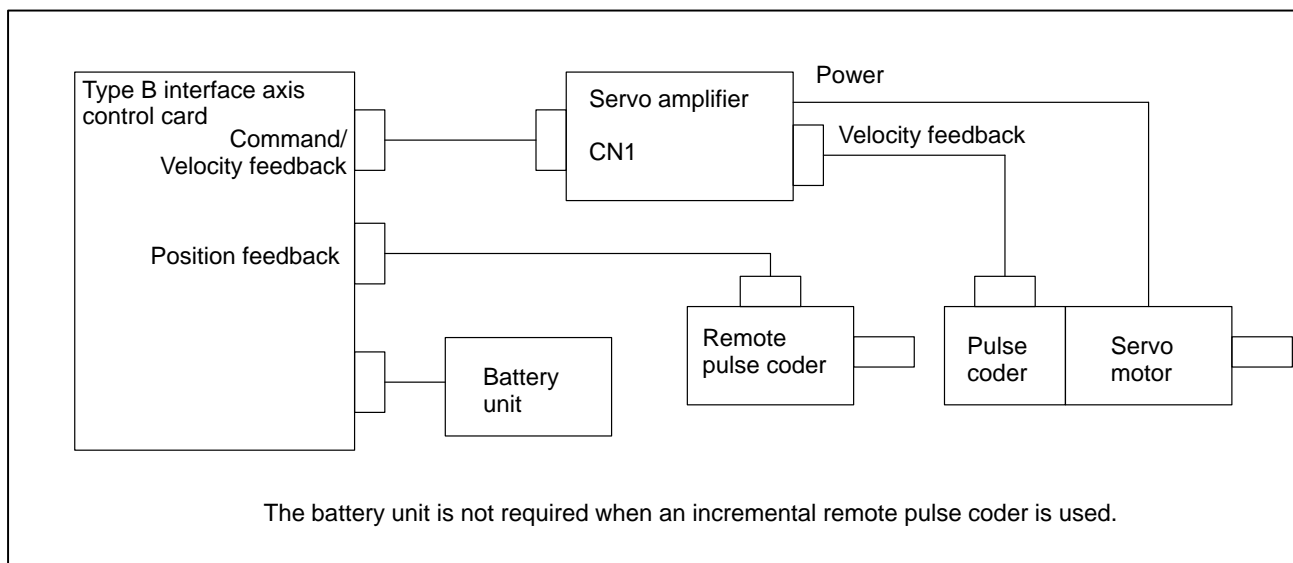 Type B interface axis
control card
Command/
Velocity feedback
Position feedback
Servo amplifier
CN1
Power
Velocity feedback
Battery
unit
Remote
pulse coder
Pulse
coder
Servo
motor
The battery unit is not required when an incremental remote pulse coder is used.